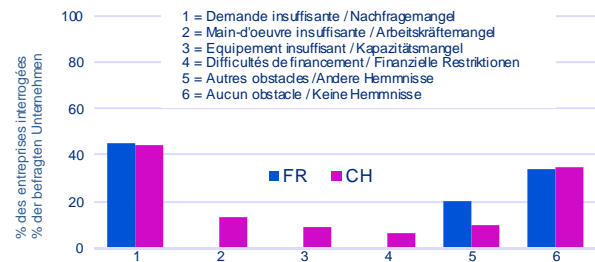 % des entreprises interrogées
% der befragten Unternehmen
100
80
60
40
20
0
1 = Demande insuffisante / Nachfragemangel
2 = Main-d'oeuvre insuffisante / Arbeitskräftemangel
3 = Equipement insuffisant / Kapazitätsmangel
4 = Difficultés de financement / Finanzielle Restriktionen
5 = Autres obstacles /Andere Hemmnisse
6 = Aucun obstacle / Keine Hemmnisse
FR CH
1 2 3 4 5 6